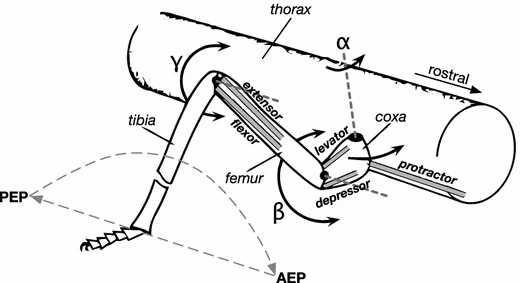 thorax
α
rostral
γ
extensor
coxa
tibia
flexor
levator
femur
protractor
depressor
β
PEP
AEP